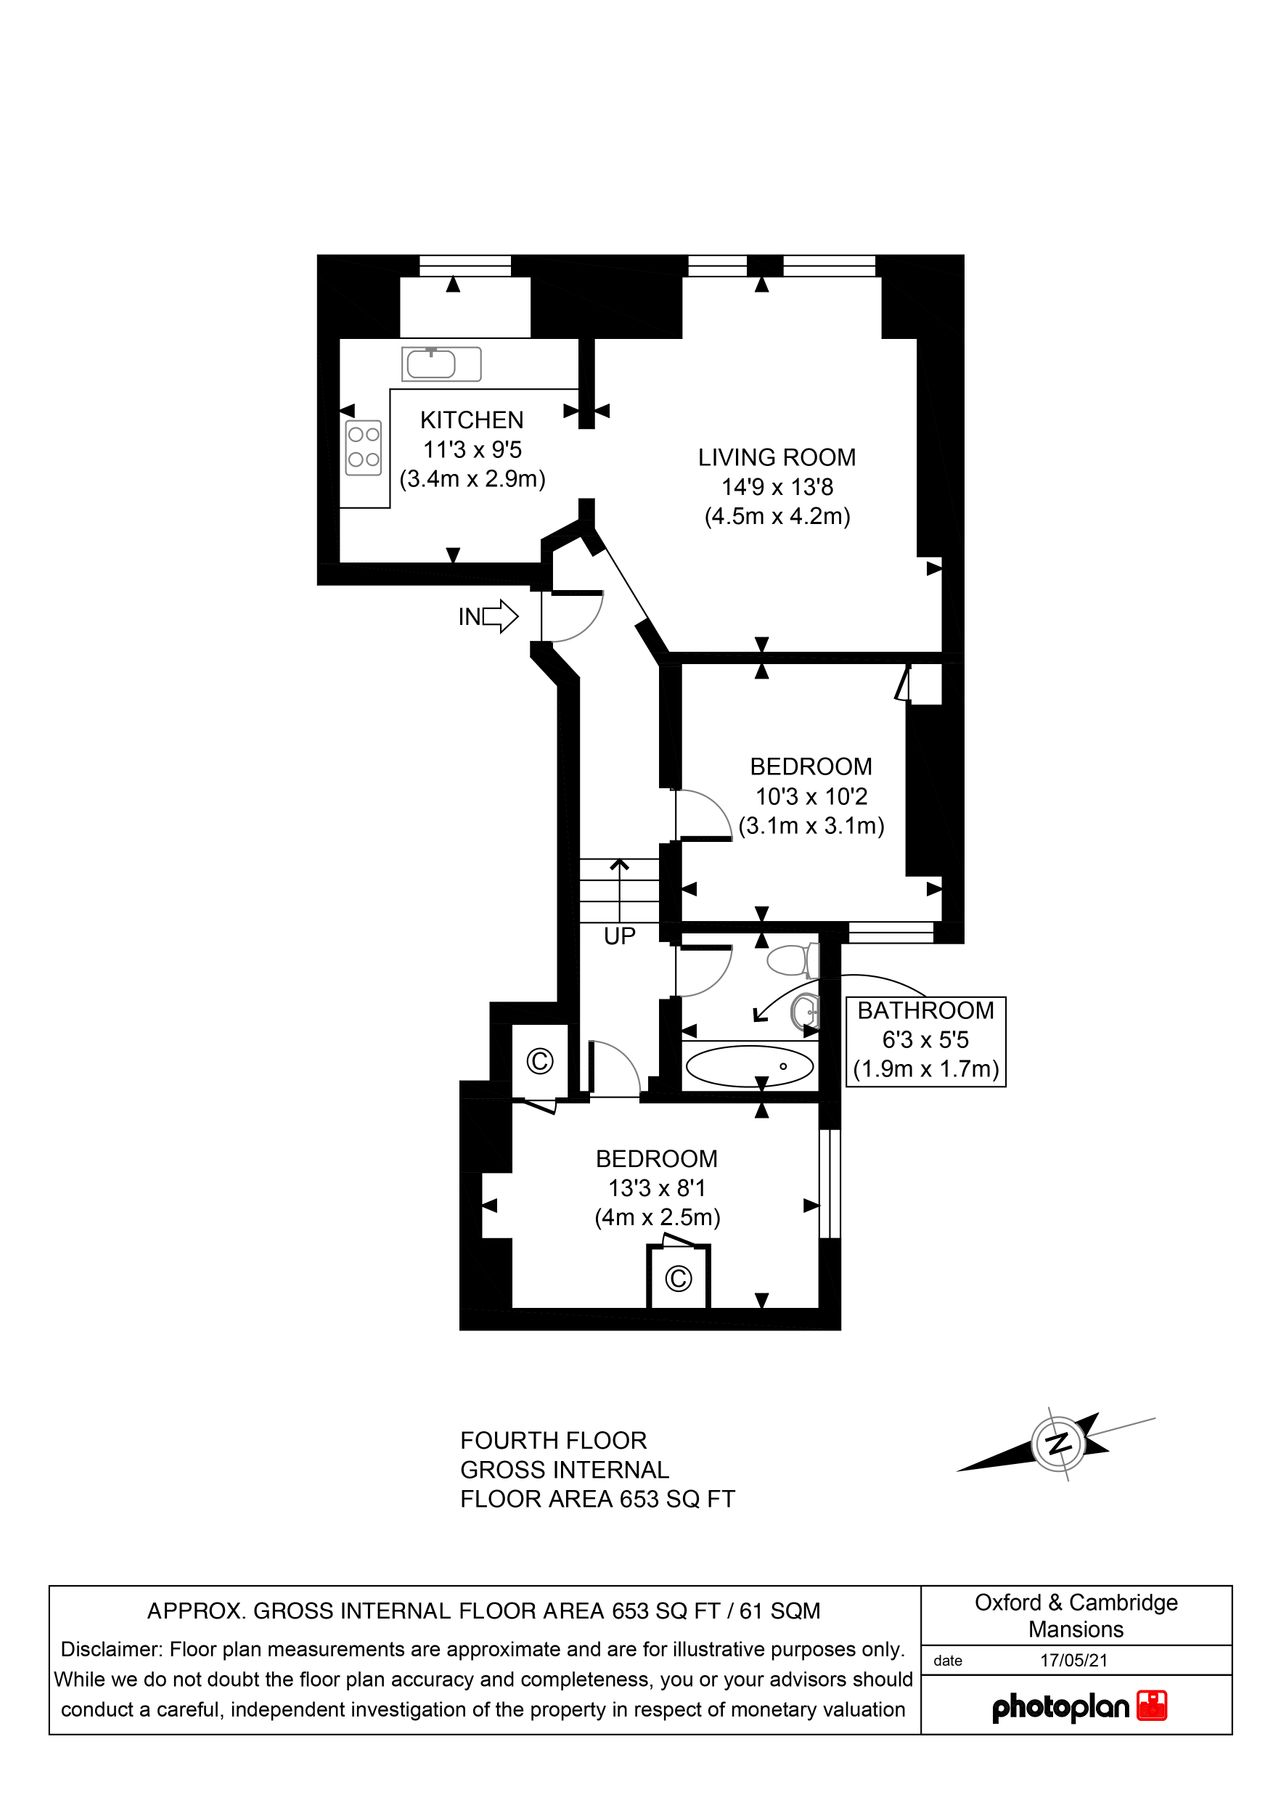 KITCHEN
11'3 x 9'5
(3.4m x 2.9m)
LIVING ROOM
14'9 x 13'8
(4.5m x 4.2m)
IN
BEDROOM
10'3 x 10'2
(3.1m x 3.1m)
UP
BATHROOM
6'3 x 5'5
(1.9m x 1.7m)
C
BEDROOM
13'3 x 8'1
(4m x 2.5m)
C
FOURTH FLOOR
GROSS INTERNAL
FLOOR AREA 653 SQ FT
N
APPROX. GROSS INTERNAL FLOOR AREA 653 SQ FT / 61 SQM
Disclaimer: Floor plan measurements are approximate and are for illustrative purposes only.
While we do not doubt the floor plan accuracy and completeness, you or your advisors should
conduct a careful, independent investigation of the property in respect of monetary valuation
Oxford & Cambridge
Mansions
date 17/05/21
photoplan